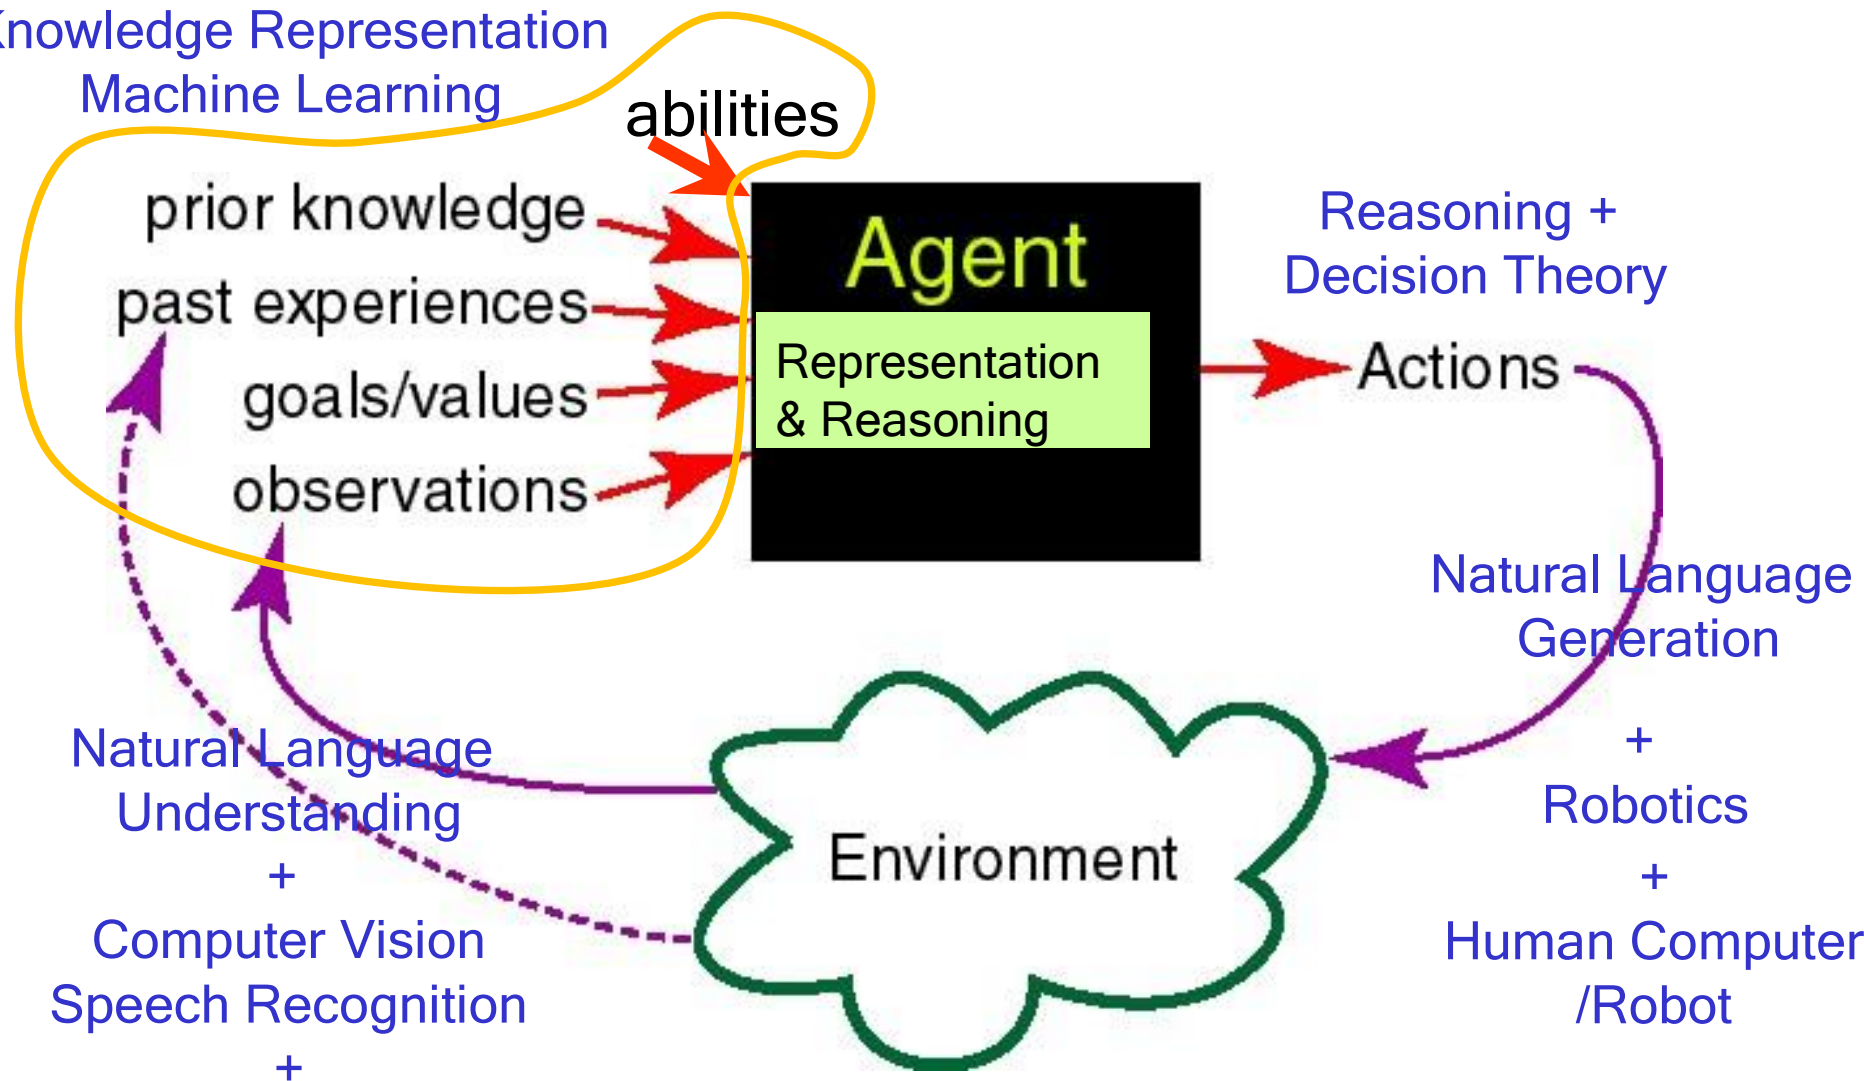 Knowledge Representation
Machine Learning
abilities
prior knowledge
past experiences
goals/values
observations
Agent
Representation
& Reasoning
Reasoning +
Decision Theory
Actions
Natural Language
Generation
+
Robotics
+
Human Computer
/Robot
Environment
Natural Language
Understanding
+
Computer Vision
Speech Recognition
+